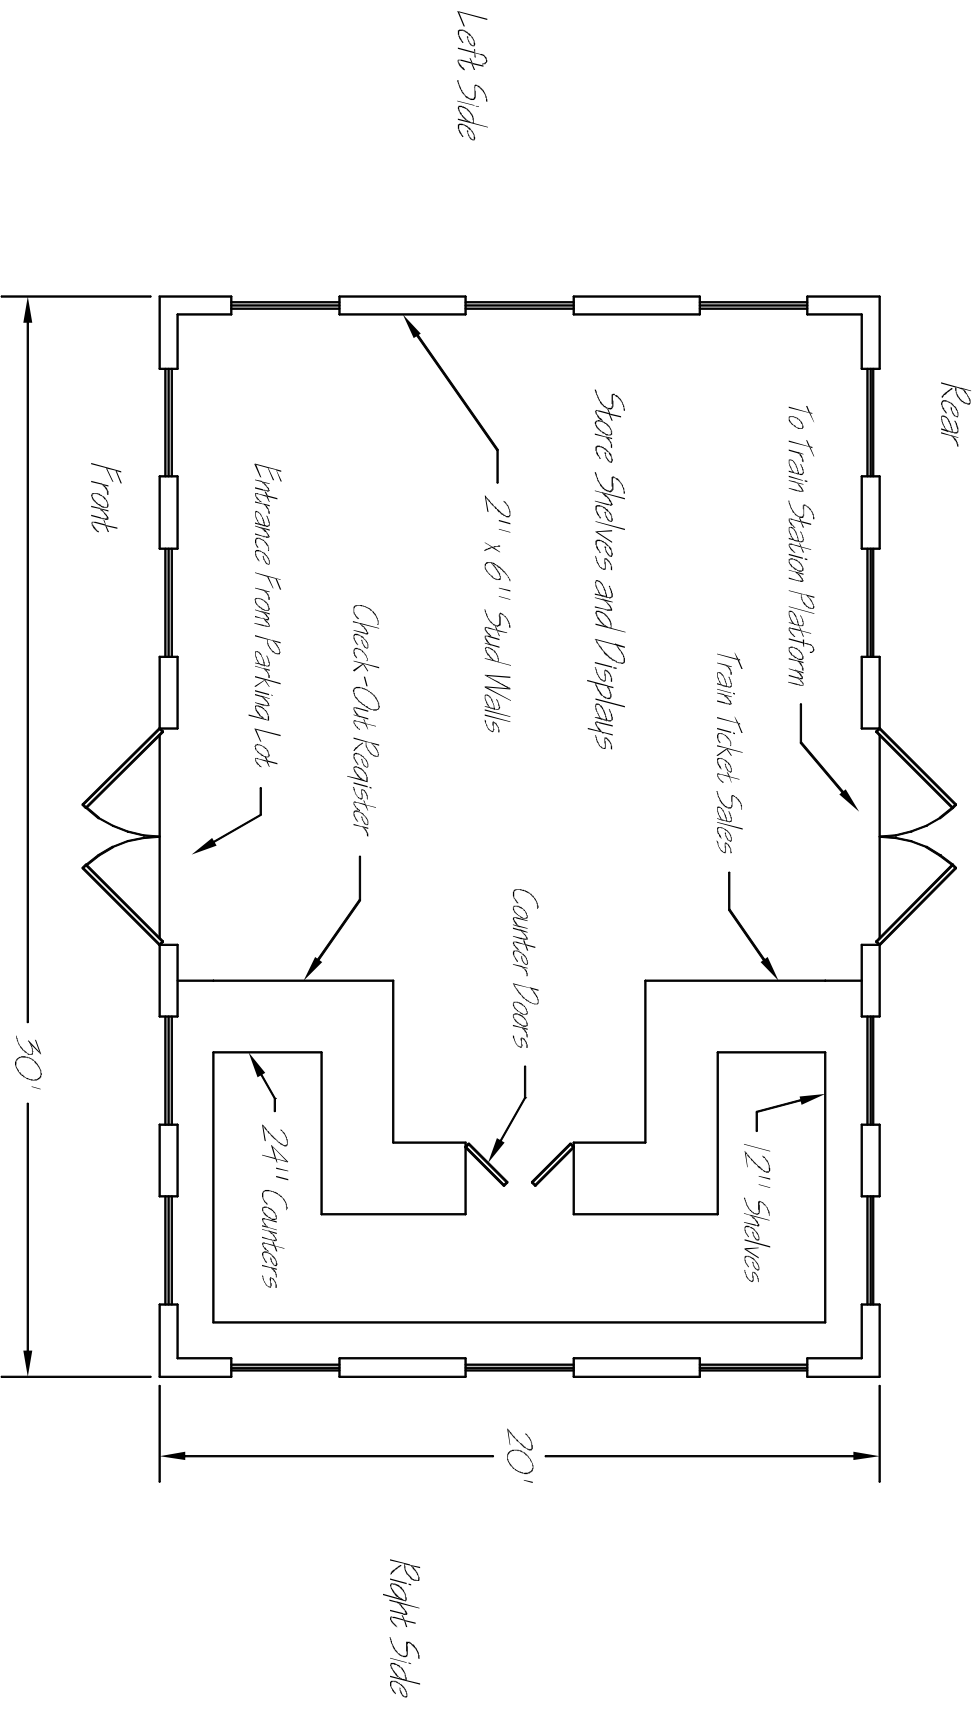 Rear
To Train Station Platform
Train Ticket Sales
12" Shelves
Store Shelves and Displays
Counter Doors
Left Side
2" x 6" Stud Walls
20'
Right Side
Check-Out Register
24" Counters
Entrance From Parking Lot
Front
30'